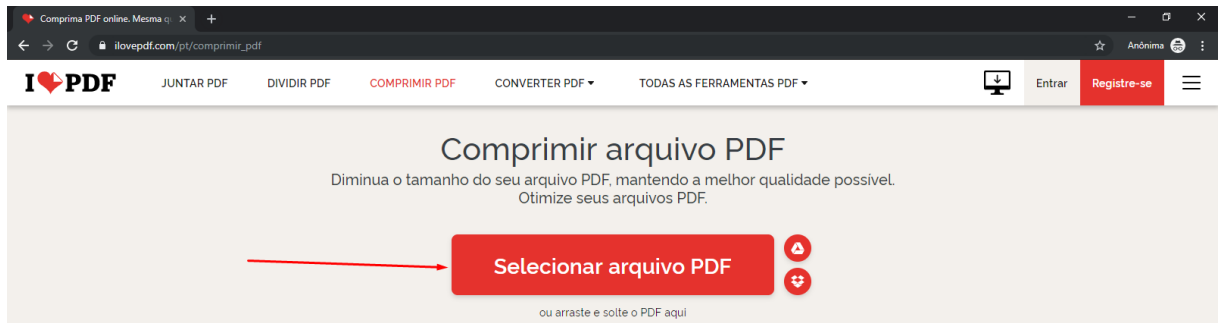 Comprima PDF online. Mesma q
ilovepdf.com/pt/comprimir_pdf
Anônima
I PDF
JUNTAR PDF
DIVIDIR PDF
COMPRIMIR PDF
CONVERTER PDF
TODAS AS FERRAMENTAS PDF
Entrar
Registre-se
Comprimir arquivo PDF
Diminua o tamanho do seu arquivo PDF, mantendo a melhor qualidade possível.
Otimize seus arquivos PDF.
Selecionar arquivo PDF
ou arraste e solte o PDF aqui